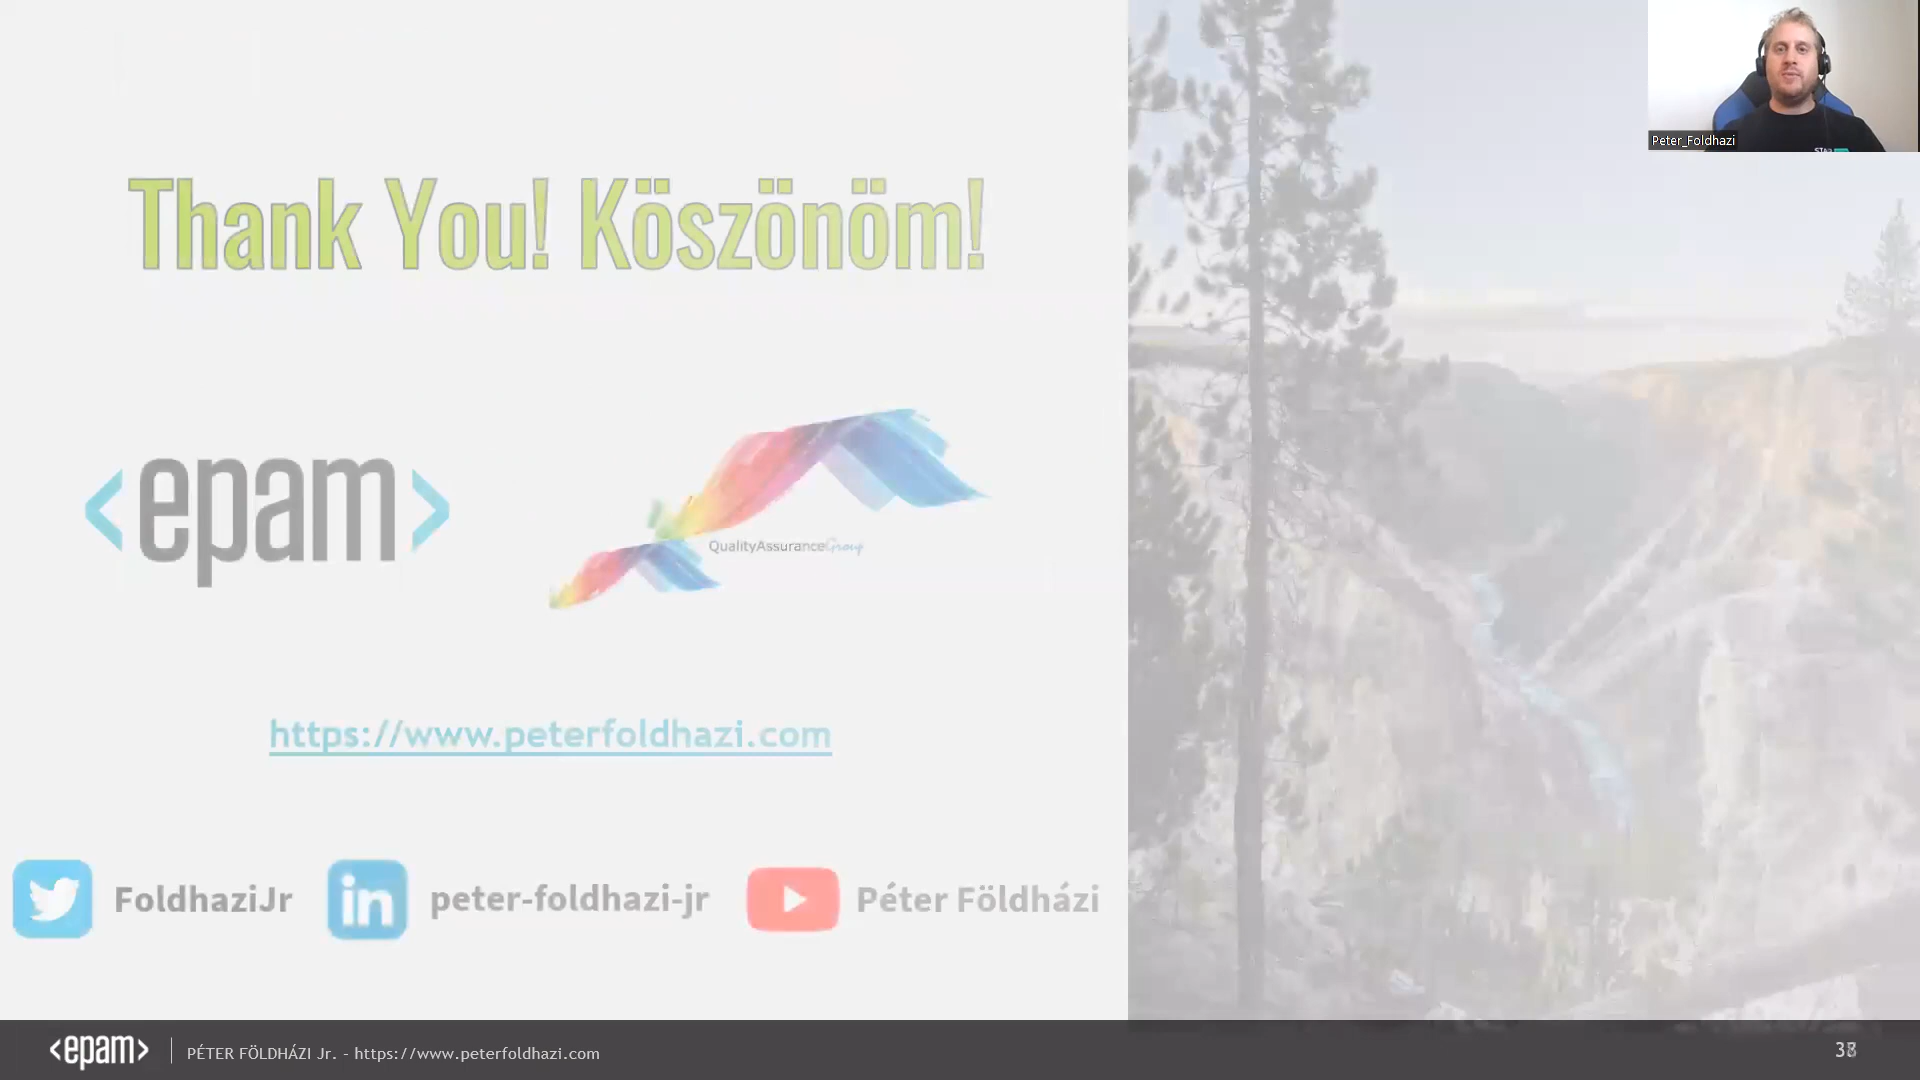 Peter_Foldhazi
Thank You! Köszönöm!
<epam>
QualityAssuranceGroup
https://www.peterfoldhazi.com
FoldhaziJr
in peter-foldhazi-jr
Péter Földházi
<epam> PÉTER FÖLDHÁZI Jr. - https://www.peterfoldhazi.com